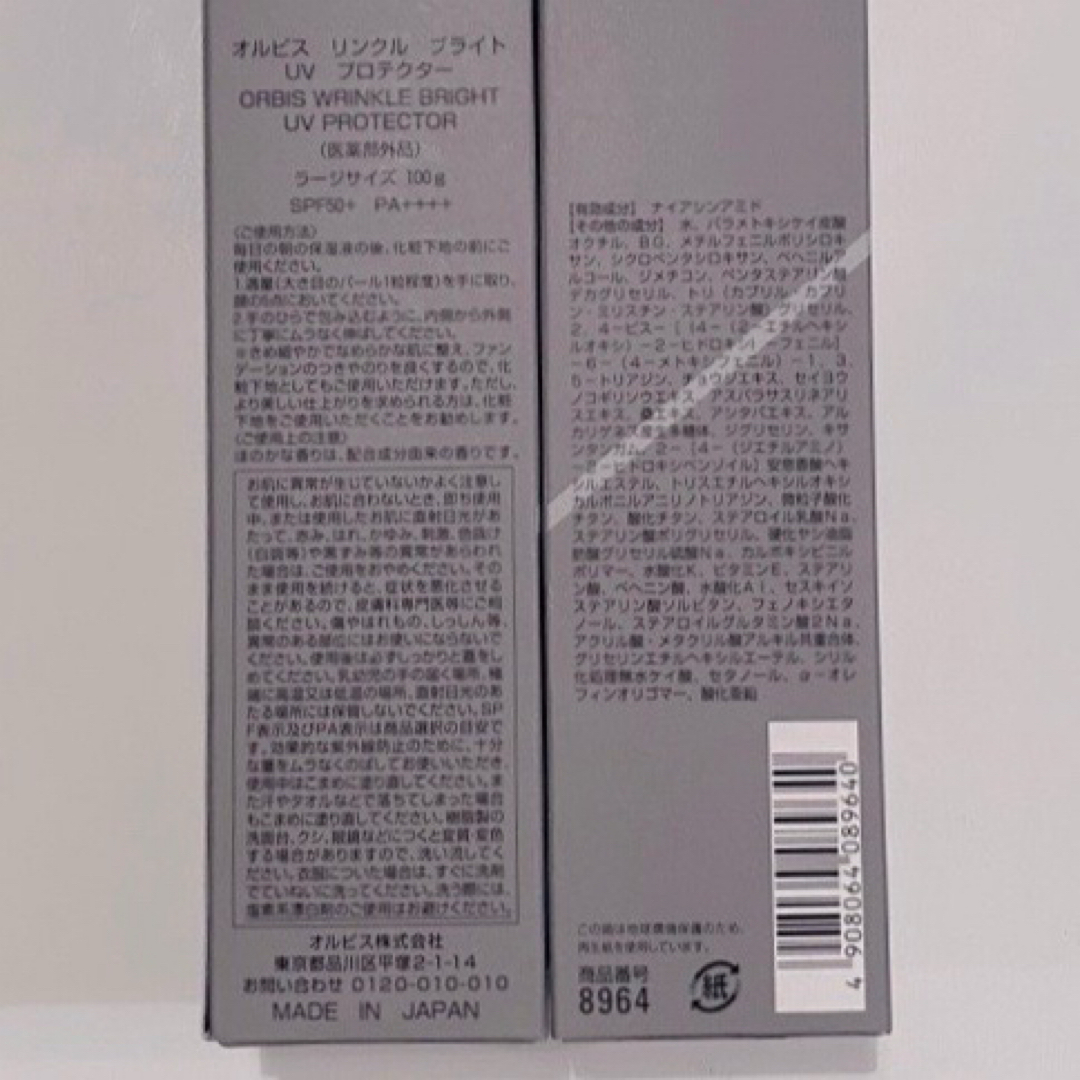 オルビス リンクル ブライト
UV プロテクター
ORBIS WRINKLE BRIGHT
UV PROTECTOR
(医薬部外品)
ラージサイズ 100g
SPF50+ PA++++
〈ご使用方法〉
毎日の朝の保湿液の後、化粧下地の前にご
使用ください。
1.適量(大き目のパール1粒程度)を手に取り、
顔の5点においてください。
2.手のひらで包み込むように、内側から外側
に丁寧にムラなく伸ばしてください。
※きめ細やかでなめらかな肌に整え、ファン
デーションのつきやのりを良くするので、化
粧下地としてもご使用いただけます。ただし、
より美しい仕上がりを求められる方は、化粧
下地をご使用いただくことをお勧めします。
〈ご使用上の注意〉
ほのかな香りは、配合成分由来の香りです。
お肌に異常が生じていないかよく注意し
て使用し、お肌に合わないとき、即ち使用
中、または使用したお肌に直射日光があ
たって、赤み、はれ、かゆみ、刺激、色抜け
(白斑等)や黒ずみ等の異常があらわれ
た場合は、ご使用をおやめください。その
まま使用を続けると、症状を悪化させる
ことがあるので、皮膚科専門医等にご相
談ください。傷やはれもの、しっしん等、
異常のある部位にはお使いにならないで
ください。使用後は必ずしっかりと蓋をし
めてください。乳幼児の手の届く場所、極
端に高温又は低温の場所、直射日光のあ
たる場所には保管しないでください。SP
F表示及びPA表示は商品選択の目安で
す。効果的な紫外線防止のために、十分
な量をムラなくのばしてお使いいただき、
使用中はこまめに塗り直してください。ま
た汗やタオルなどで落ちてしまった場合
もこまめに塗り直してください。樹脂製の
洗面台、クシ、眼鏡などにつくと変質・変色
する場合がありますので、洗い流してく
ださい。衣服についた場合は、すぐに洗剤
でていねいに洗ってください。洗う際には、
塩素系漂白剤のご使用はお避けください。
オルビス株式会社
東京都品川区平塚2-1-14
お問い合わせ 0120-010-010
MADE IN JAPAN
【有効成分】 ナイアシンアミド
【その他の成分】 水、パラメトキシケイ皮酸
オクチル、BG、メチルフェニルポリシロキ
サン、シクロペンタシロキサン、ベヘニルア
ルコール、ジメチコン、ペンタステアリン酸
デカグリセリル、トリ(カプリル・カプリ
ン・ミリスチン・ステアリン酸)グリセリル、
2,4-ビス-[{4-(2-エチルヘキシ
ルオキシ)-2-ヒドロキシ}-フェニル]
-6-(4-メトキシフェニル)-1,3,
5-トリアジン、チョウジエキス、セイヨウ
ノコギリソウエキス、アスパラサスリネアリ
スエキス、桑エキス、アシタバエキス、アル
カリゲネス産生多糖体、ジグリセリン、キサ
ンタンガム、2-[4-(ジエチルアミノ)
-2-ヒドロキシベンゾイル]安息香酸ヘキ
シルエステル、トリスエチルヘキシルオキシ
カルボニルアニリノトリアジン、微粒子酸化
チタン、酸化チタン、ステアロイル乳酸Na、
ステアリン酸ポリグリセリル、硬化ヤシ油脂
肪酸グリセリル硫酸Na、カルボキシビニル
ポリマー、水酸化K、ビタミンE、ステアリ
ン酸、ベヘニン酸、水酸化Al、セスキイソ
ステアリン酸ソルビタン、フェノキシエタ
ノール、ステアロイルグルタミン酸2Na、
アクリル酸・メタクリル酸アルキル共重合体、
グリセリンエチルヘキシルエーテル、シリル
化処理無水ケイ酸、セタノール、α-オレ
フィンオリゴマー、酸化亜鉛
この箱は地球環境保護のため、
再生紙を使用しています。
商品番号
8964
紙
4 908064 089640